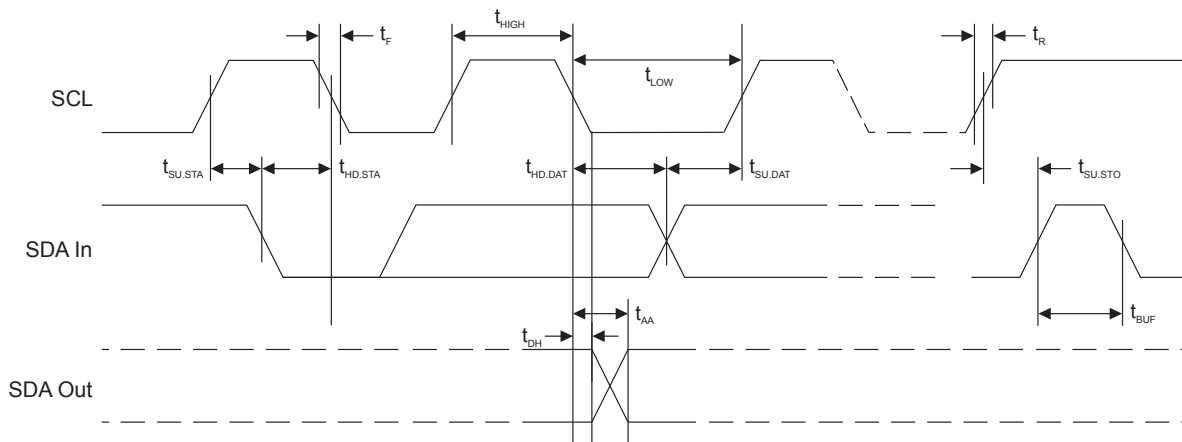 tHIGH
tF
tR
tLOW
SCL
tSU.STA
tHD.STA
tHD.DAT
tSU.DAT
tSU.STO
SDA In
tAA
tBUF
tDH
SDA Out